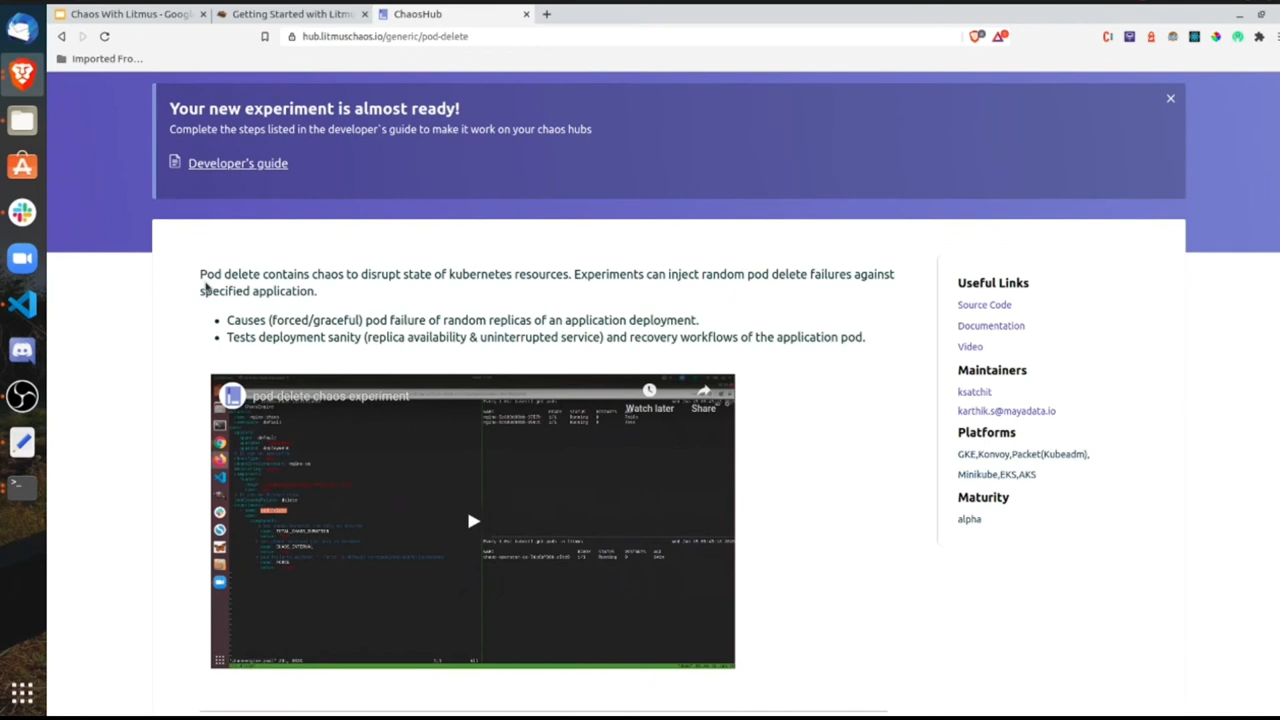 Chaos With Litmus - Google
Getting Started with Litmu
ChaosHub
hub.litmuschaos.io/generic/pod-delete
Imported Fro…
Your new experiment is almost ready!
Complete the steps listed in the developer`s guide to make it work on your chaos hubs
Developer's guide
Pod delete contains chaos to disrupt state of kubernetes resources. Experiments can inject random pod delete failures against
specified application.
Causes (forced/graceful) pod failure of random replicas of an application deployment.
Tests deployment sanity (replica availability & uninterrupted service) and recovery workflows of the application pod.
pod-delete chaos experiment
Watch later
Share
Useful Links
Source Code
Documentation
Video
Maintainers
ksatchit
karthik.s@mayadata.io
Platforms
GKE,Konvoy,Packet(Kubeadm),
Minikube,EKS,AKS
Maturity
alpha